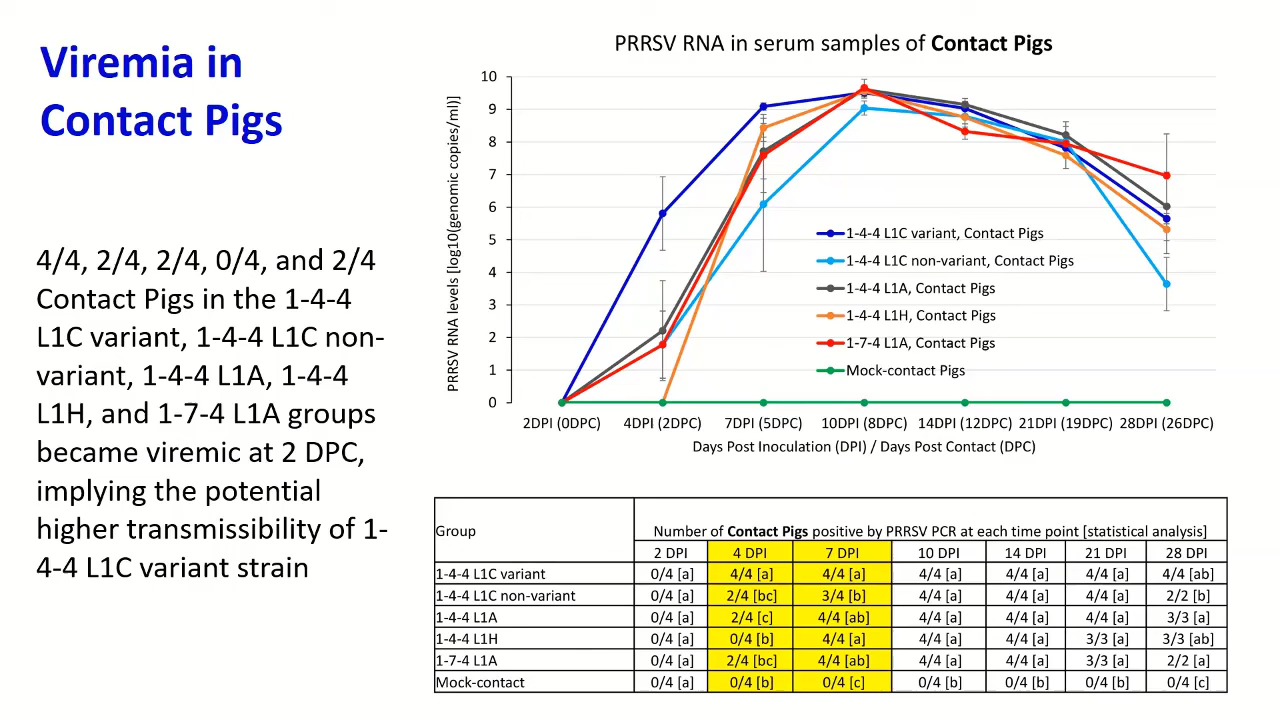 Viremia in
Contact Pigs
4/4, 2/4, 2/4, 0/4, and 2/4
Contact Pigs in the 1-4-4
L1C variant, 1-4-4 L1C non-
variant, 1-4-4 L1A, 1-4-4
L1H, and 1-7-4 L1A groups
became viremic at 2 DPC,
implying the potential
higher transmissibility of 1-
4-4 L1C variant strain
PRRSV RNA in serum samples of Contact Pigs
PRRSV RNA levels [log10(genomic copies/ml)]
10
9
8
7
6
5
4
3
2
1
0
1-4-4 L1C variant, Contact Pigs
1-4-4 L1C non-variant, Contact Pigs
1-4-4 L1A, Contact Pigs
1-4-4 L1H, Contact Pigs
1-7-4 L1A, Contact Pigs
Mock-contact Pigs
2DPI (0DPC) 4DPI (2DPC) 7DPI (5DPC) 10DPI (8DPC) 14DPI (12DPC) 21DPI (19DPC) 28DPI (26DPC)
Days Post Inoculation (DPI) / Days Post Contact (DPC)
Group Number of Contact Pigs positive by PRRSV PCR at each time point [statistical analysis]
2 DPI 4 DPI 7 DPI 10 DPI 14 DPI 21 DPI 28 DPI
1-4-4 L1C variant 0/4 [a] 4/4 [a] 4/4 [a] 4/4 [a] 4/4 [a] 4/4 [a] 4/4 [ab]
1-4-4 L1C non-variant 0/4 [a] 2/4 [bc] 3/4 [b] 4/4 [a] 4/4 [a] 4/4 [a] 2/2 [b]
1-4-4 L1A 0/4 [a] 2/4 [c] 4/4 [ab] 4/4 [a] 4/4 [a] 4/4 [a] 3/3 [a]
1-4-4 L1H 0/4 [a] 0/4 [b] 4/4 [a] 4/4 [a] 4/4 [a] 3/3 [a] 3/3 [ab]
1-7-4 L1A 0/4 [a] 2/4 [bc] 4/4 [ab] 4/4 [a] 4/4 [a] 3/3 [a] 2/2 [a]
Mock-contact 0/4 [a] 0/4 [b] 0/4 [c] 0/4 [b] 0/4 [b] 0/4 [b] 0/4 [c]